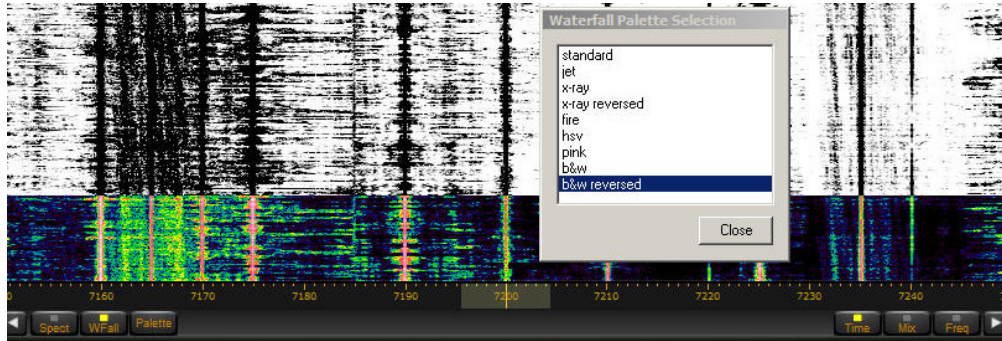 Waterfall Palette Selection
standard
jet
x-ray
x-ray reversed
fire
hsv
pink
b&w
b&w reversed
Close
7160 7170 7180 7190 7200 7210 7220 7230 7240
Spect WFall Palette Time Mix Freq